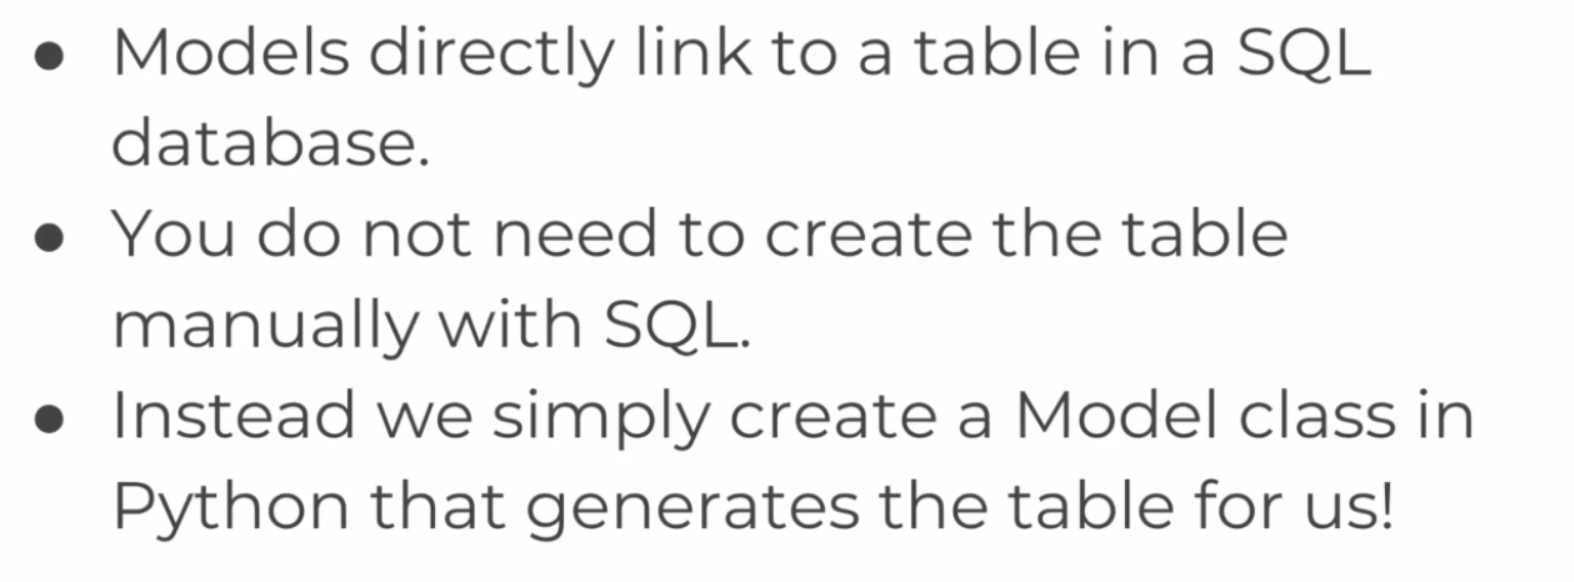 ● Models directly link to a table in a SQL
database.
● You do not need to create the table
manually with SQL.
● Instead we simply create a Model class in
Python that generates the table for us!